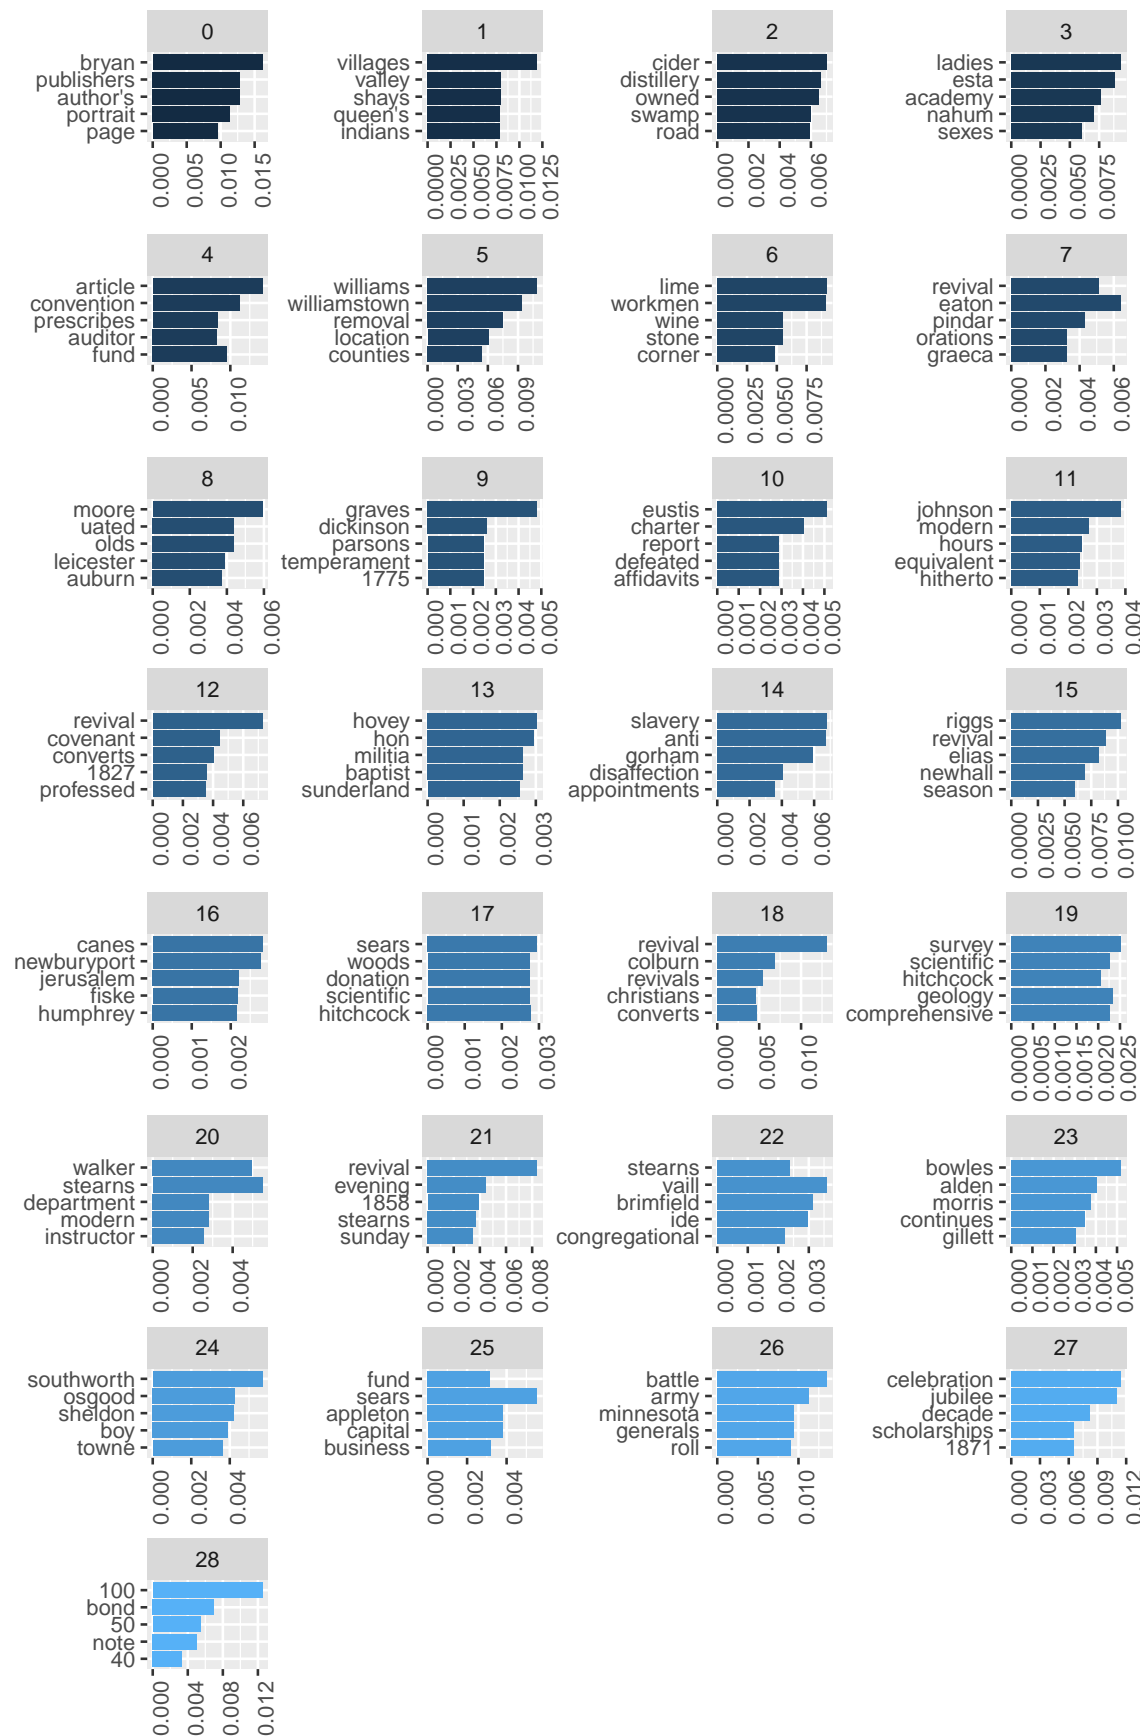 0
bryan
publishers
author's
portrait
page
0.000
0.005
0.010
0.015
1
villages
valley
shays
queen's
indians
0.0000
0.0025
0.0050
0.0075
0.0100
0.0125
2
cider
distillery
owned
swamp
road
0.000
0.002
0.004
0.006
3
ladies
esta
academy
nahum
sexes
0.0000
0.0025
0.0050
0.0075
4
article
convention
prescribes
auditor
fund
0.000
0.005
0.010
5
williams
williamstown
removal
location
counties
0.000
0.003
0.006
0.009
6
lime
workmen
wine
stone
corner
0.0000
0.0025
0.0050
0.0075
7
revival
eaton
pindar
orations
graeca
0.000
0.002
0.004
0.006
8
moore
uated
olds
leicester
auburn
0.000
0.002
0.004
0.006
9
graves
dickinson
parsons
temperament
1775
0.000
0.001
0.002
0.003
0.004
0.005
10
eustis
charter
report
defeated
affidavits
0.000
0.001
0.002
0.003
0.004
0.005
11
johnson
modern
hours
equivalent
hitherto
0.000
0.001
0.002
0.003
0.004
12
revival
covenant
converts
1827
professed
0.000
0.002
0.004
0.006
13
hovey
hon
militia
baptist
sunderland
0.000
0.001
0.002
0.003
14
slavery
anti
gorham
disaffection
appointments
0.000
0.002
0.004
0.006
15
riggs
revival
elias
newhall
season
0.0000
0.0025
0.0050
0.0075
0.0100
16
canes
newburyport
jerusalem
fiske
humphrey
0.000
0.001
0.002
17
sears
woods
donation
scientific
hitchcock
0.000
0.001
0.002
0.003
18
revival
colburn
revivals
christians
converts
0.000
0.005
0.010
19
survey
scientific
hitchcock
geology
comprehensive
0.0000
0.0005
0.0010
0.0015
0.0020
0.0025
20
walker
stearns
department
modern
instructor
0.000
0.002
0.004
21
revival
evening
1858
stearns
sunday
0.000
0.002
0.004
0.006
0.008
22
stearns
vaill
brimfield
ide
congregational
0.000
0.001
0.002
0.003
23
bowles
alden
morris
continues
gillett
0.000
0.001
0.002
0.003
0.004
0.005
24
southworth
osgood
sheldon
boy
towne
0.000
0.002
0.004
25
fund
sears
appleton
capital
business
0.000
0.002
0.004
26
battle
army
minnesota
generals
roll
0.000
0.005
0.010
27
celebration
jubilee
decade
scholarships
1871
0.000
0.003
0.006
0.009
0.012
28
100
bond
50
note
40
0.000
0.004
0.008
0.012